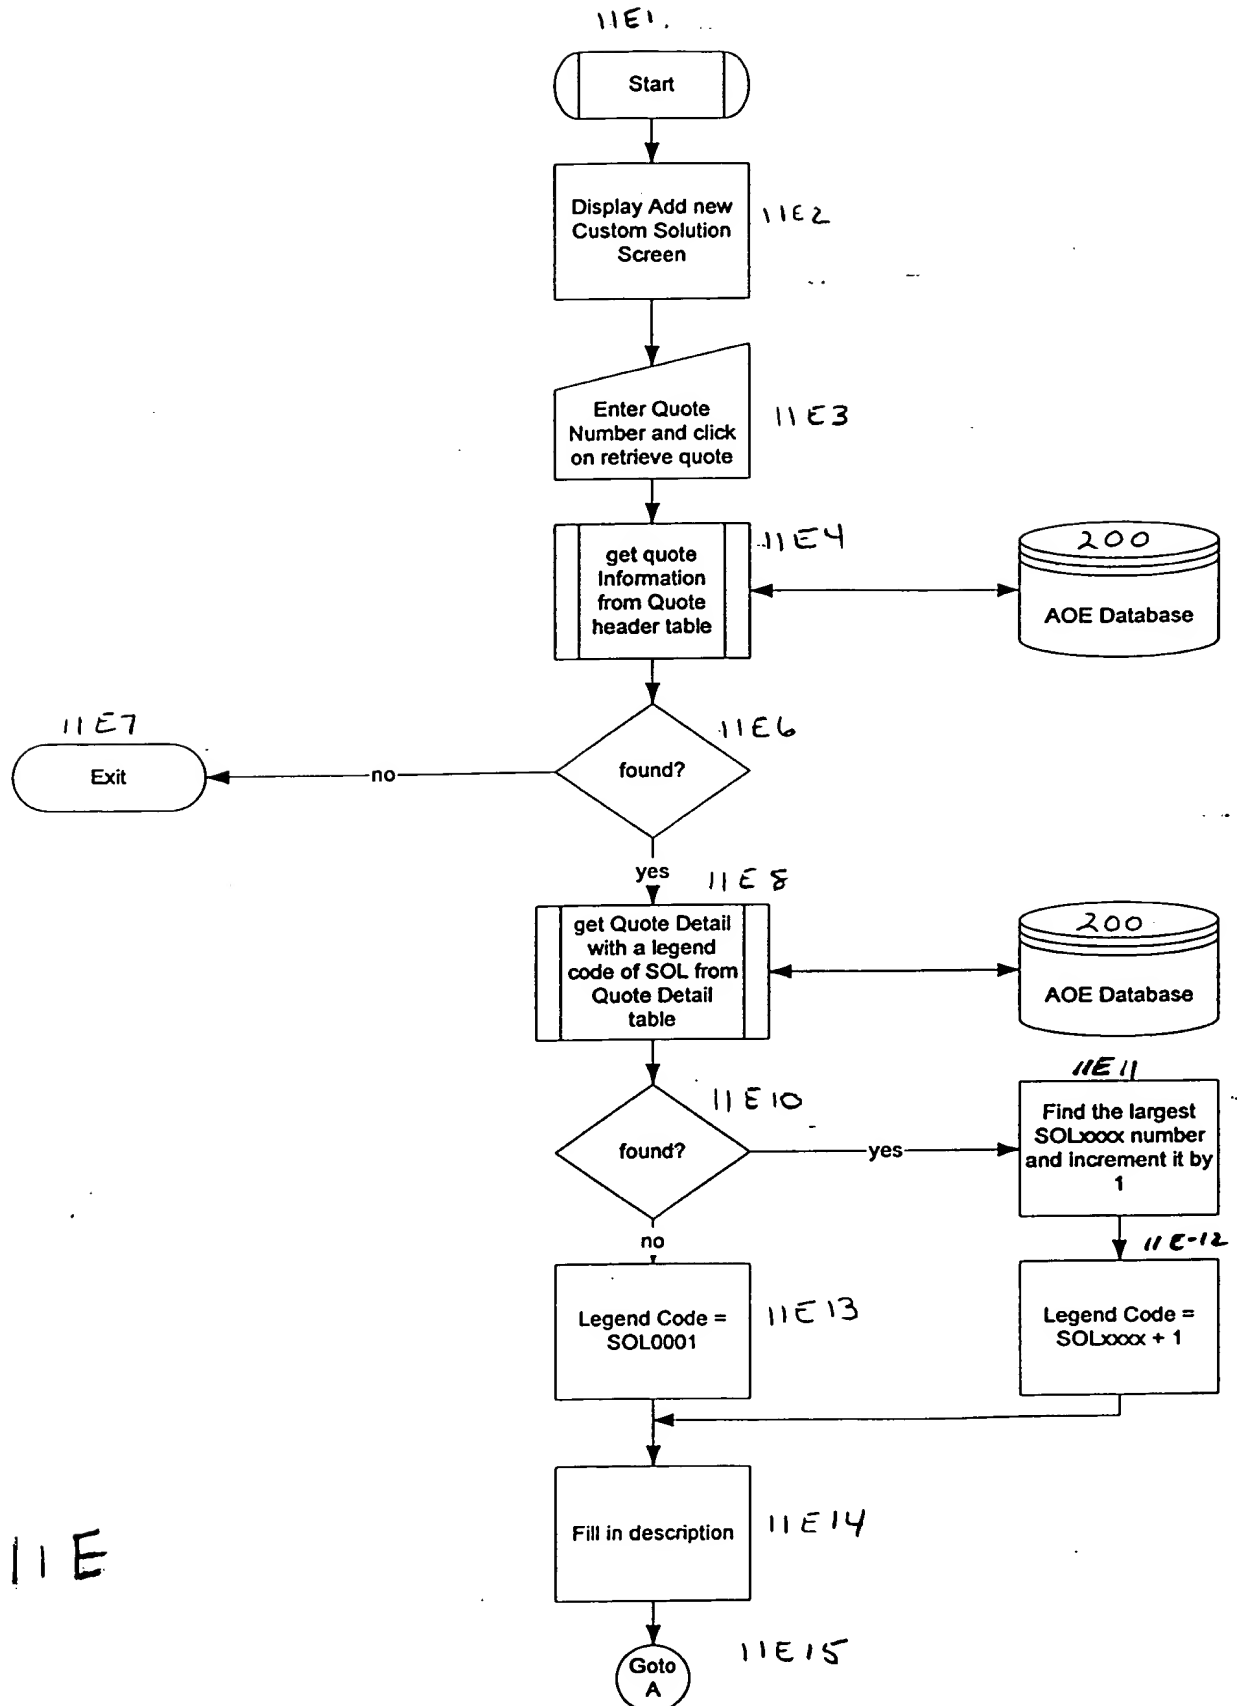 11E1.
Start
Display Add new
Custom Solution
Screen
11E2
Enter Quote
Number and click
on retrieve quote
11E3
get quote
Information
from Quote
header table
11E4
200
AOE Database
11E7
Exit
no
found?
11E6
yes
11E8
get Quote Detail
with a legend
code of SOL from
Quote Detail
table
200
AOE Database
found?
11E10
yes
11E11
Find the largest
SOLxxxx number
and increment it by
1
no
11E-12
Legend Code =
SOL0001
11E13
Legend Code =
SOLxxxx + 1
Fill in description
11E14
11E
Goto
A
11E15